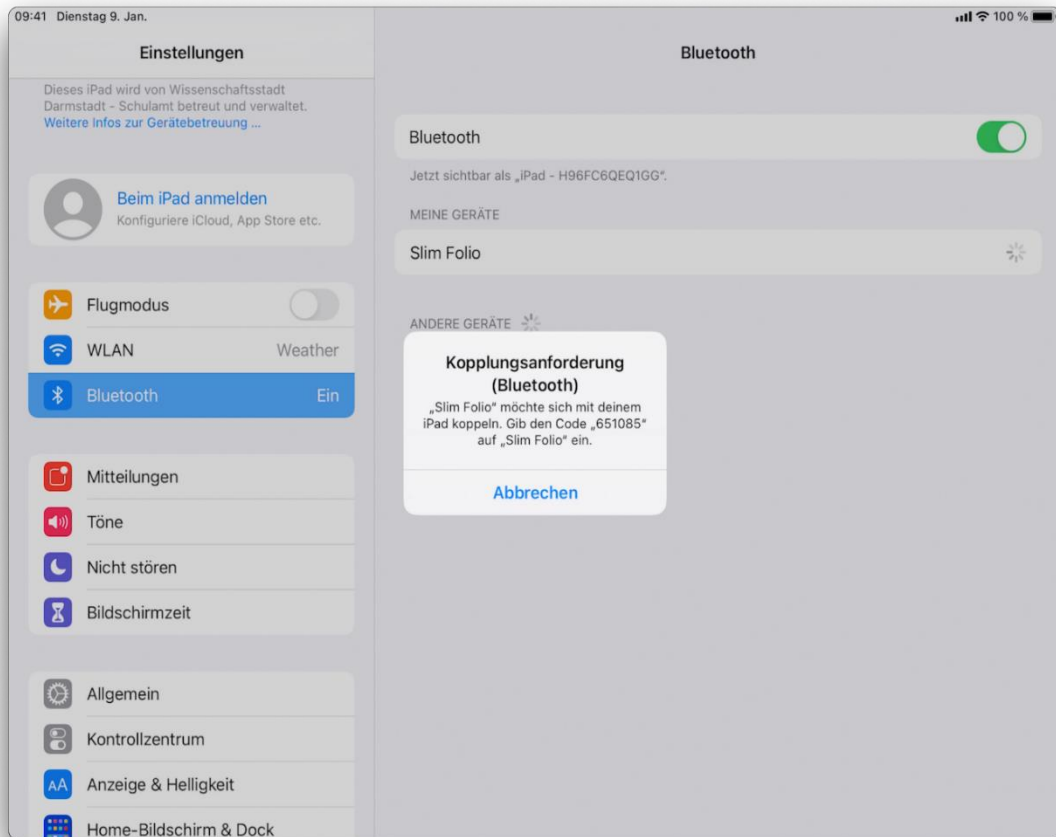 09:41 Dienstag 9. Jan.
100 %
Einstellungen
Dieses iPad wird von Wissenschaftsstadt
Darmstadt - Schulamt betreut und verwaltet.
Weitere Infos zur Gerätebetreuung ...
Beim iPad anmelden
Konfiguriere iCloud, App Store etc.
Flugmodus
WLAN Weather
Bluetooth Ein
Mitteilungen
Töne
Nicht stören
Bildschirmzeit
Allgemein
Kontrollzentrum
AA Anzeige & Helligkeit
Home-Bildschirm & Dock
Bluetooth
Bluetooth
Jetzt sichtbar als „iPad - H96FC6QEQ1GG“.
MEINE GERÄTE
Slim Folio
ANDERE GERÄTE
Kopplungsanforderung
(Bluetooth)
„Slim Folio“ möchte sich mit deinem
iPad koppeln. Gib den Code „651085“
auf „Slim Folio“ ein.
Abbrechen